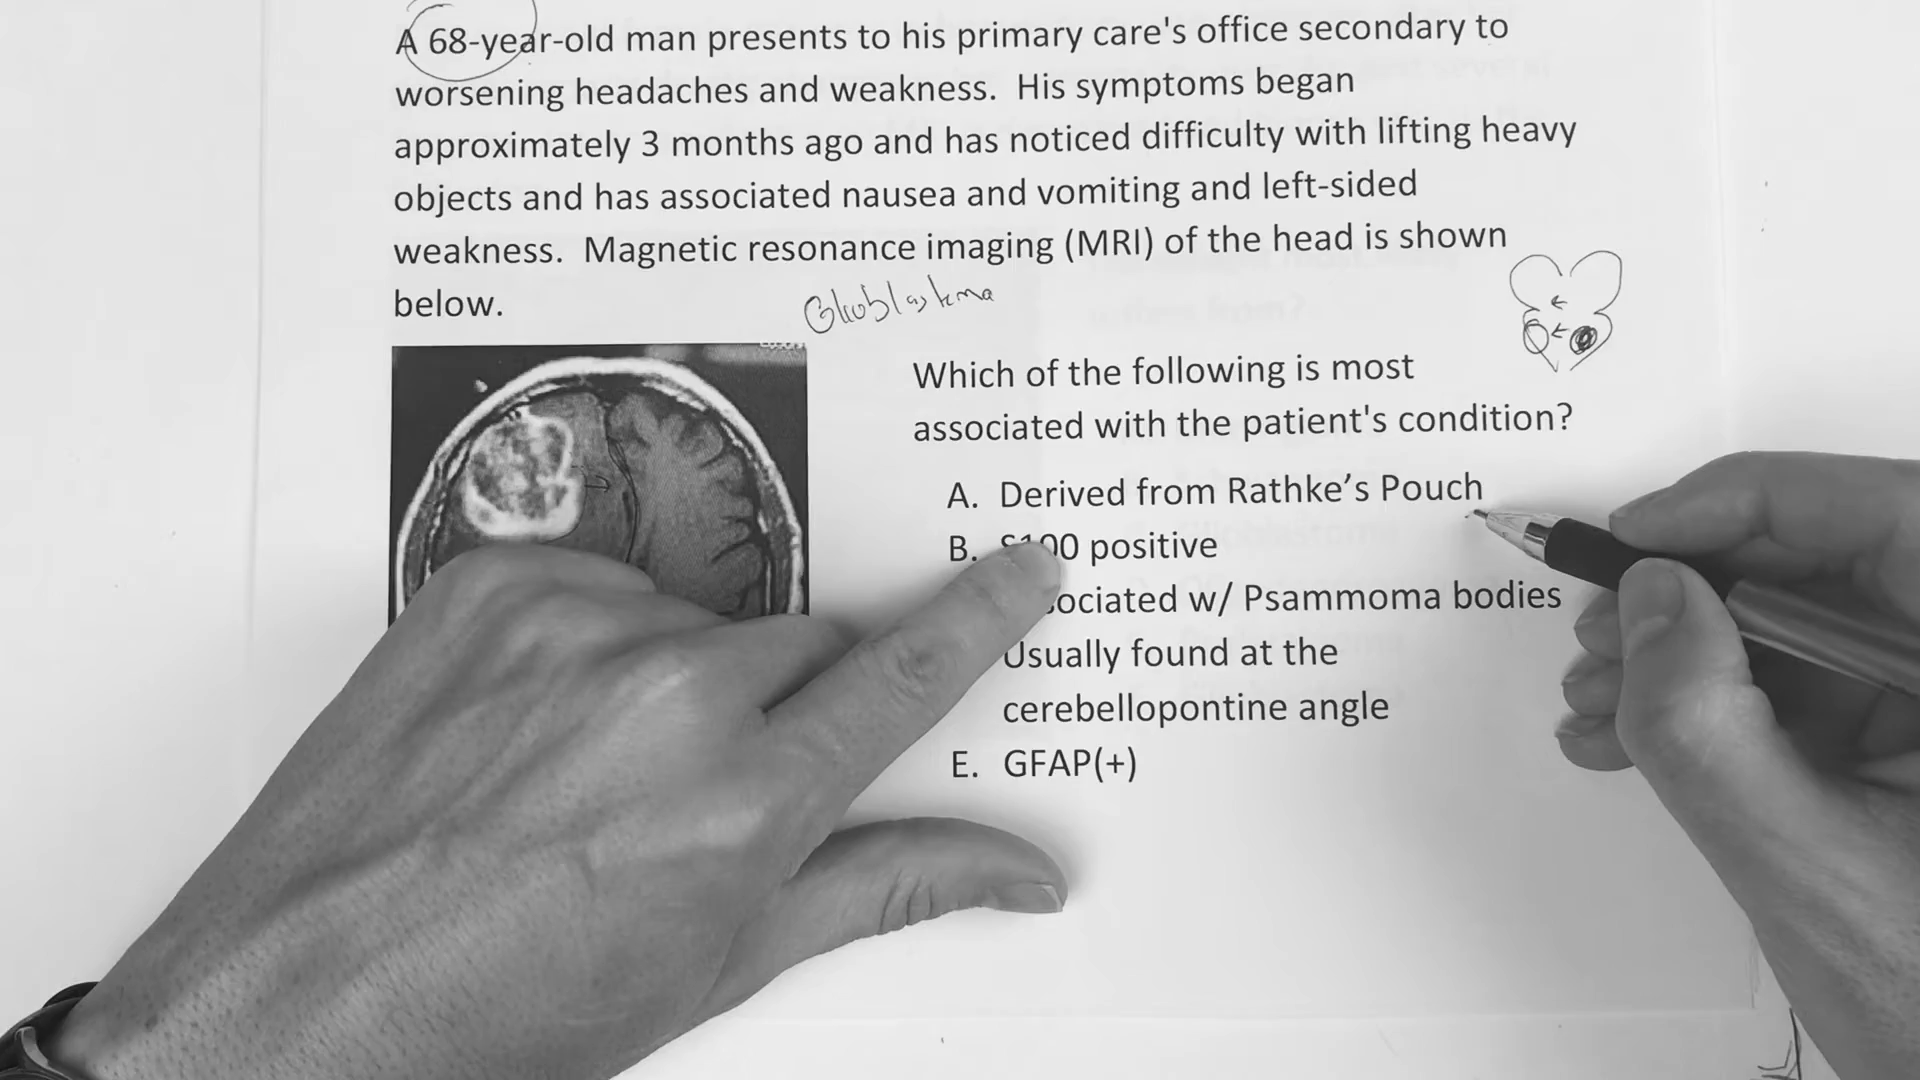 A 68-year-old man presents to his primary care's office secondary to
worsening headaches and weakness. His symptoms began
approximately 3 months ago and has noticed difficulty with lifting heavy
objects and has associated nausea and vomiting and left-sided
weakness. Magnetic resonance imaging (MRI) of the head is shown
below.
Glioblastoma
Which of the following is most
associated with the patient's condition?
A. Derived from Rathke’s Pouch
B. S100 positive
w/ Psammoma bodies
Usually found at the
cerebellopontine angle
E. GFAP(+)